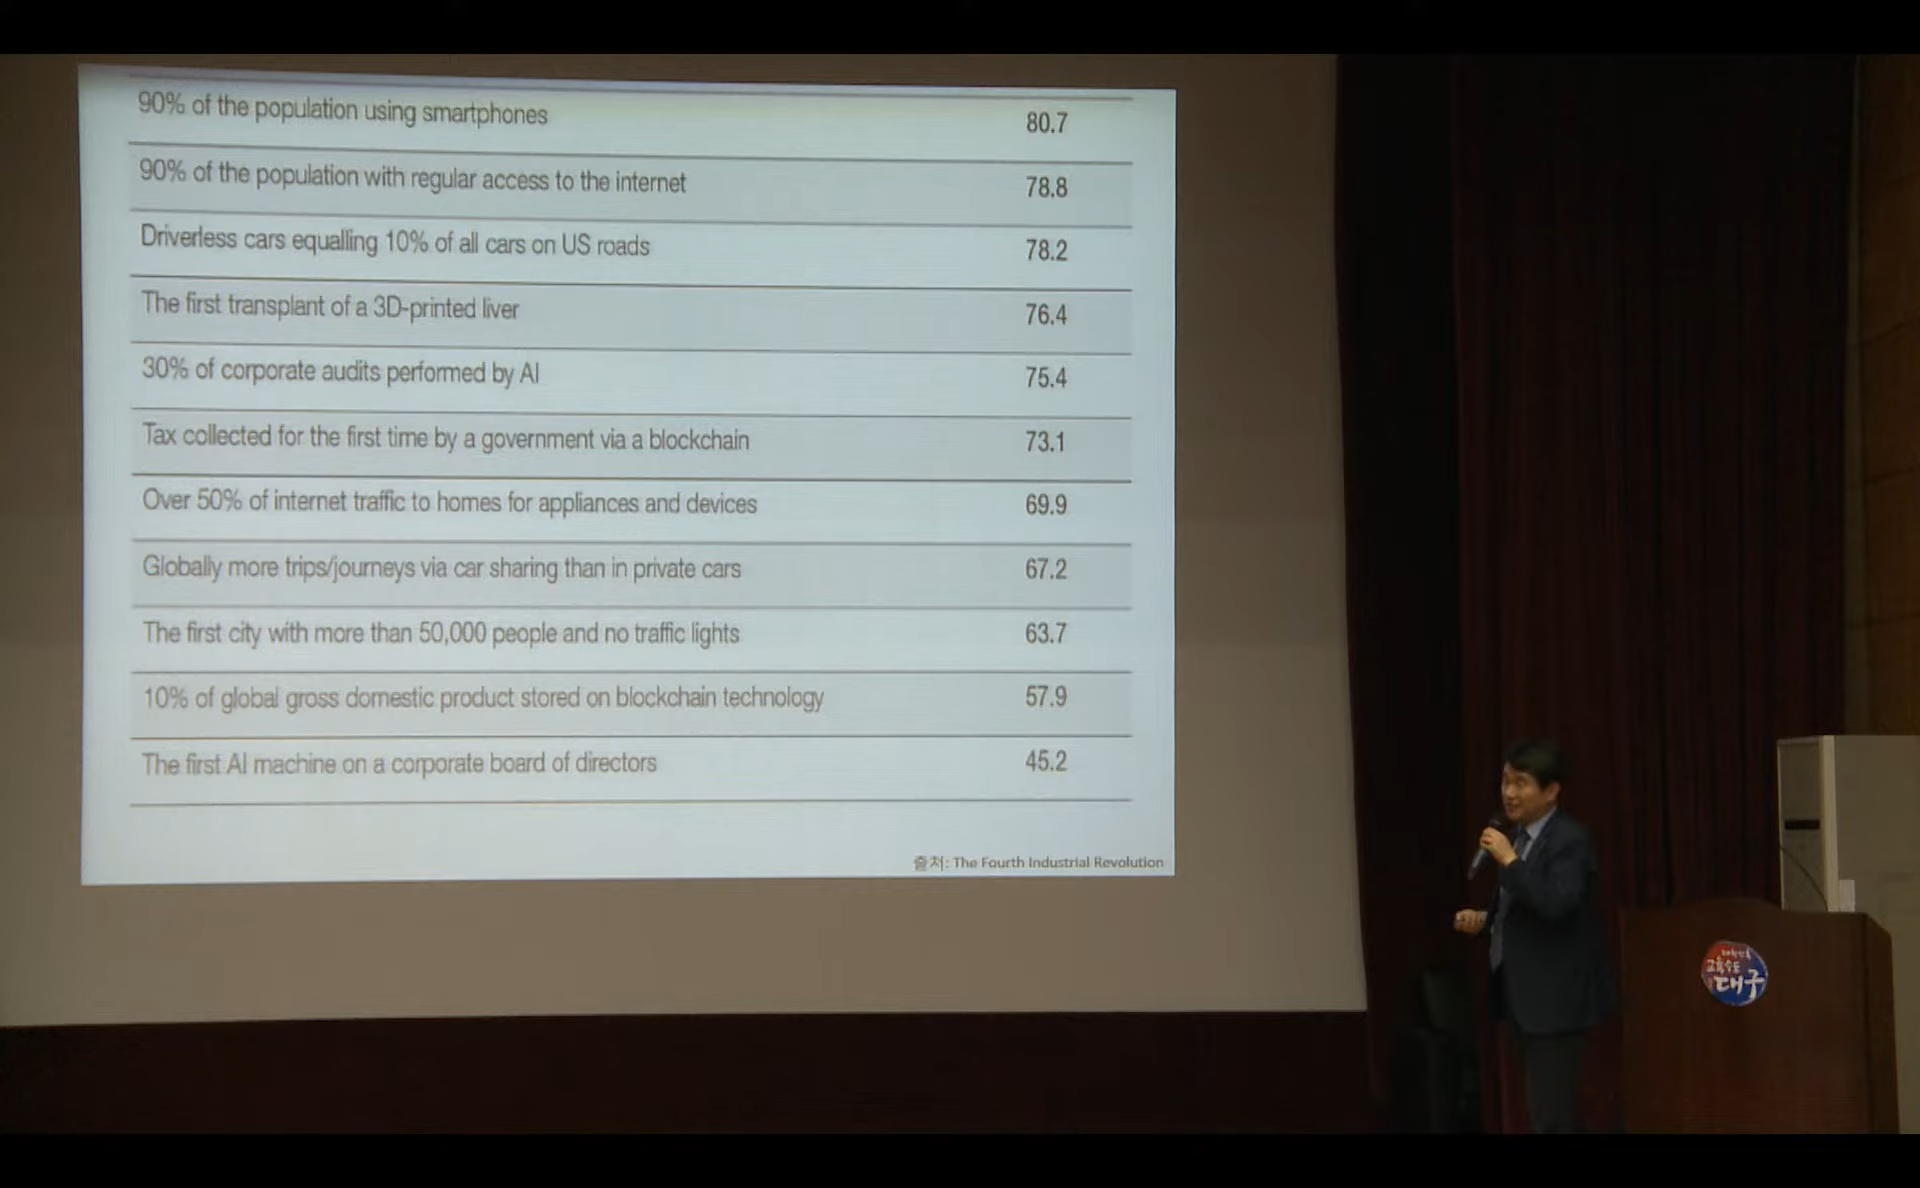 90% of the population using smartphones 80.7
90% of the population with regular access to the internet 78.8
Driverless cars equalling 10% of all cars on US roads 78.2
The first transplant of a 3D-printed liver 76.4
30% of corporate audits performed by AI 75.4
Tax collected for the first time by a government via a blockchain 73.1
Over 50% of internet traffic to homes for appliances and devices 69.9
Globally more trips/journeys via car sharing than in private cars 67.2
The first city with more than 50,000 people and no traffic lights 63.7
10% of global gross domestic product stored on blockchain technology 57.9
The first AI machine on a corporate board of directors 45.2
출처: The Fourth Industrial Revolution
교육수도
대구